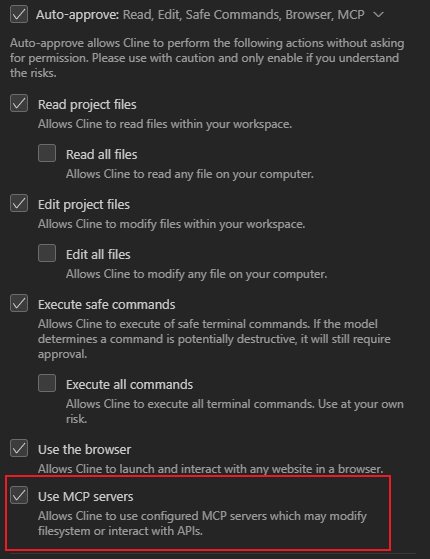 Auto-approve: Read, Edit, Safe Commands, Browser, MCP
Auto-approve allows Cline to perform the following actions without asking
for permission. Please use with caution and only enable if you understand
the risks.
Read project files
Allows Cline to read files within your workspace.
Read all files
Allows Cline to read any file on your computer.
Edit project files
Allows Cline to modify files within your workspace.
Edit all files
Allows Cline to modify any file on your computer.
Execute safe commands
Allows Cline to execute of safe terminal commands. If the model
determines a command is potentially destructive, it will still require
approval.
Execute all commands
Allows Cline to execute all terminal commands. Use at your own
risk.
Use the browser
Allows Cline to launch and interact with any website in a browser.
Use MCP servers
Allows Cline to use configured MCP servers which may modify
filesystem or interact with APIs.